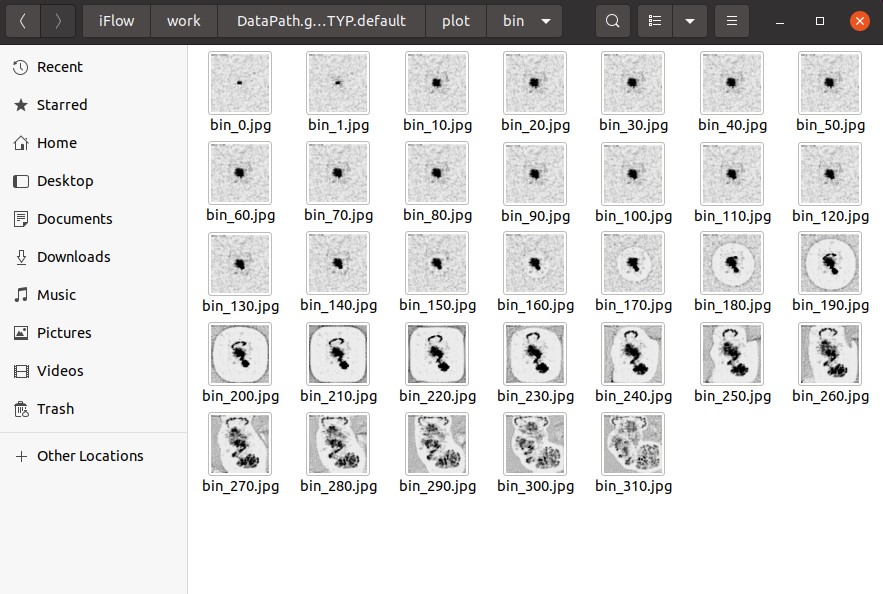 iFlow work DataPath.g...TYP.default plot bin
Recent
Starred
Home
Desktop
Documents
Downloads
Music
Pictures
Videos
Trash
Other Locations
bin_0.jpg bin_1.jpg bin_10.jpg bin_20.jpg bin_30.jpg bin_40.jpg bin_50.jpg
bin_60.jpg bin_70.jpg bin_80.jpg bin_90.jpg bin_100.jpg bin_110.jpg bin_120.jpg
bin_130.jpg bin_140.jpg bin_150.jpg bin_160.jpg bin_170.jpg bin_180.jpg bin_190.jpg
bin_200.jpg bin_210.jpg bin_220.jpg bin_230.jpg bin_240.jpg bin_250.jpg bin_260.jpg
bin_270.jpg bin_280.jpg bin_290.jpg bin_300.jpg bin_310.jpg